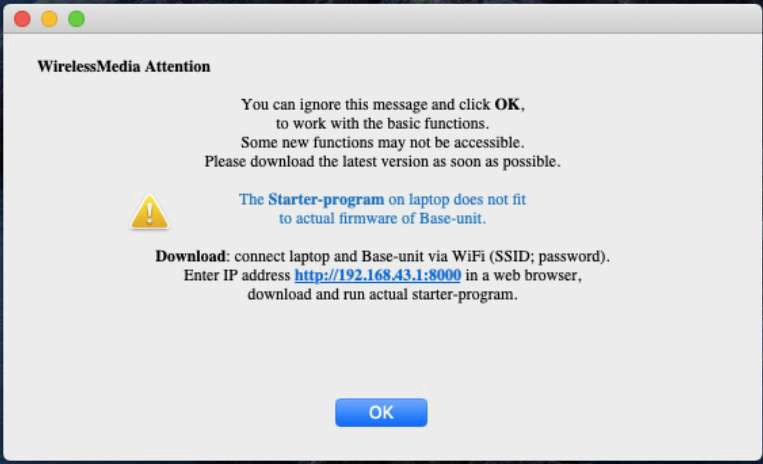 WirelessMedia Attention
You can ignore this message and click OK,
to work with the basic functions.
Some new functions may not be accessible.
Please download the latest version as soon as possible.
The Starter-program on laptop does not fit
to actual firmware of Base-unit.
Download: connect laptop and Base-unit via WiFi (SSID; password).
Enter IP address http://192.168.43.1:8000 in a web browser,
download and run actual starter-program.
OK